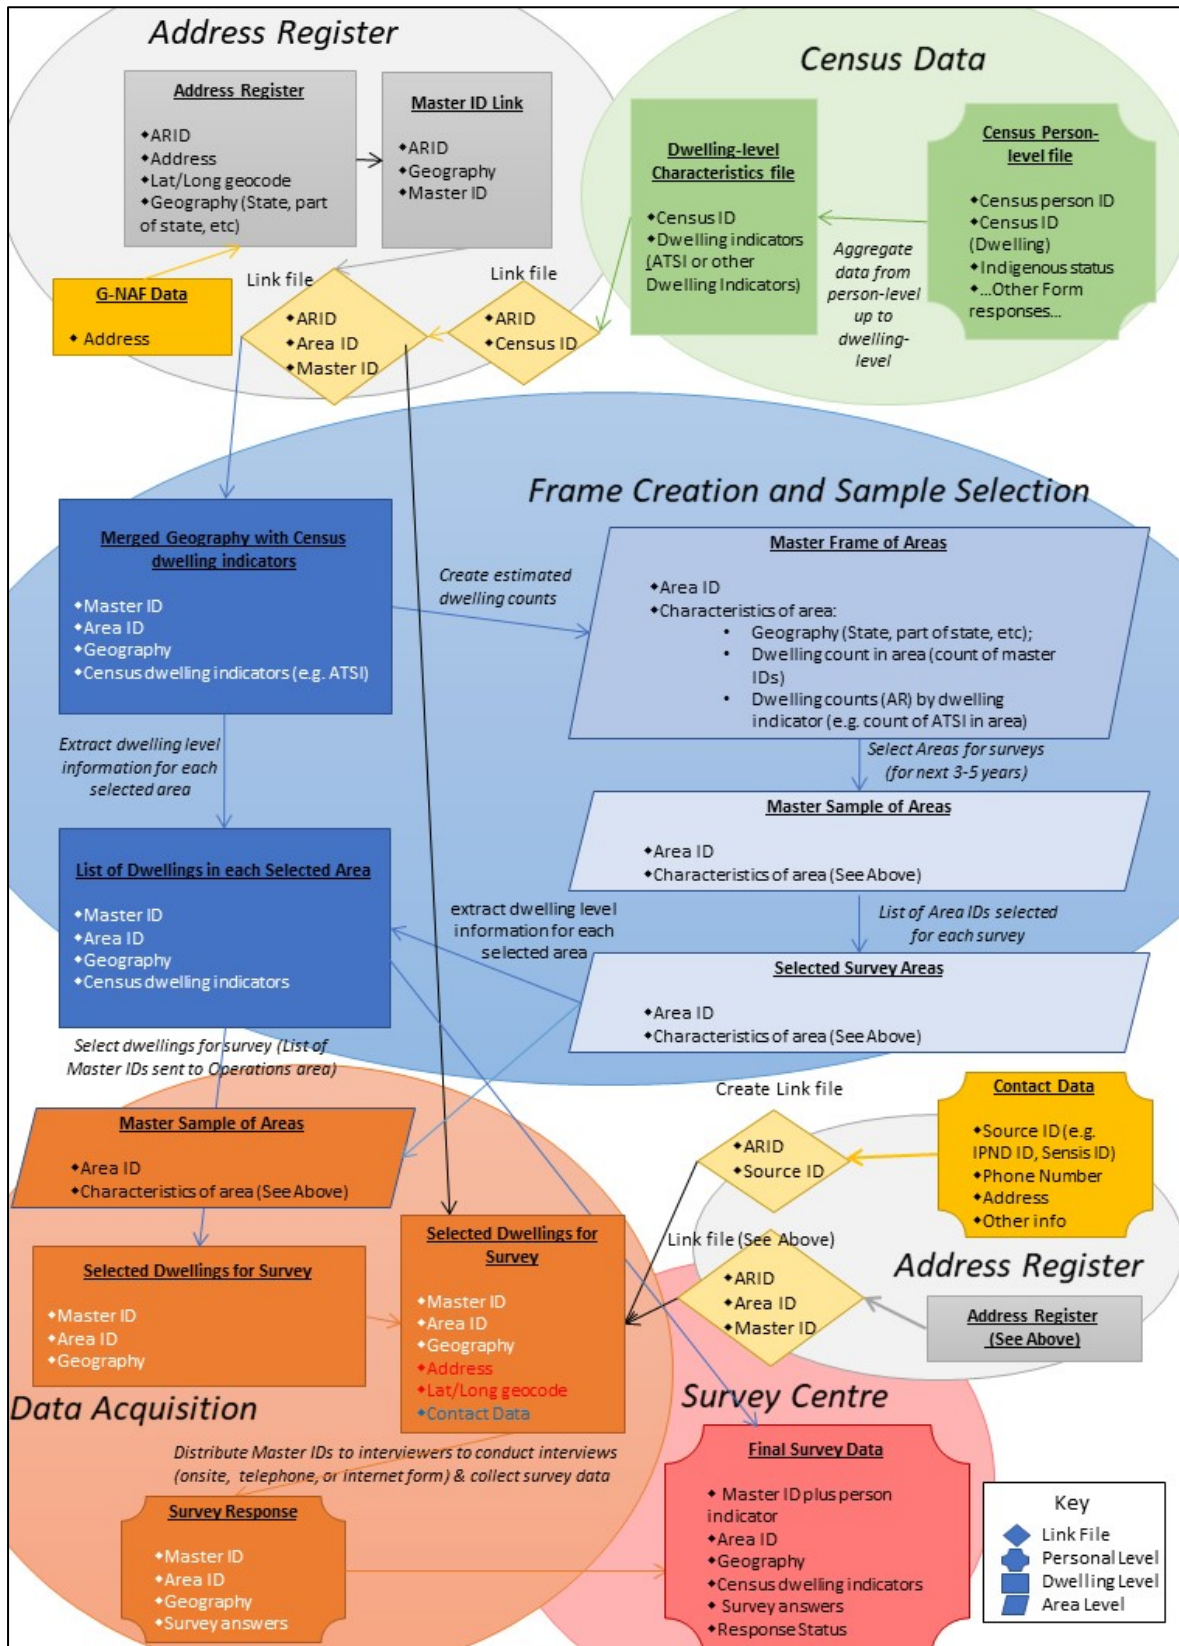 Address Register
Census Data
Address Register
◆ARID
◆Address
◆Lat/Long geocode
◆Geography (State, part
of state, etc)
Master ID Link
◆ARID
◆Geography
◆Master ID
Dwelling-level
Characteristics file
◆Census ID
◆Dwelling indicators
(ATSI or other
Dwelling Indicators)
Census Person-
level file
◆Census person ID
◆Census ID
(Dwelling)
◆Indigenous status
◆...Other Form
responses...
Aggregate
data from
person-level
up to
dwelling-
level
G-NAF Data
◆Address
Link file
◆ARID
◆Area ID
◆Master ID
Link file
◆ARID
◆Census ID
Frame Creation and Sample Selection
Merged Geography with Census
dwelling indicators
◆Master ID
◆Area ID
◆Geography
◆Census dwelling indicators (e.g. ATSI)
Create estimated
dwelling counts
Master Frame of Areas
◆Area ID
◆Characteristics of area:
• Geography (State, part of state, etc);
• Dwelling count in area (count of master
IDs)
• Dwelling counts (AR) by dwelling
indicator (e.g. count of ATSI in area)
Extract dwelling level
information for each
selected area
Select Areas for surveys
(for next 3-5 years)
Master Sample of Areas
◆Area ID
◆Characteristics of area (See Above)
List of Dwellings in each Selected Area
◆Master ID
◆Area ID
◆Geography
◆Census dwelling indicators
extract dwelling level
information for each
selected area
List of Area IDs selected
for each survey
Selected Survey Areas
◆Area ID
◆Characteristics of area (See Above)
Select dwellings for survey (List of
Master IDs sent to Operations area)
Master Sample of Areas
◆Area ID
◆Characteristics of area (See Above)
Create Link file
◆ARID
◆Source ID
Contact Data
◆Source ID (e.g.
IPND ID, Sensis ID)
◆Phone Number
◆Address
◆Other info
Selected Dwellings for Survey
◆Master ID
◆Area ID
◆Geography
Selected Dwellings for
Survey
◆Master ID
◆Area ID
◆Geography
◆Address
◆Lat/Long geocode
◆Contact Data
Link file (See Above)
◆ARID
◆Area ID
◆Master ID
Address Register
Address Register
(See Above)
Data Acquisition
Survey Centre
Distribute Master IDs to interviewers to conduct interviews
(onsite, telephone, or internet form) & collect survey data
Survey Response
◆Master ID
◆Area ID
◆Geography
◆Survey answers
Final Survey Data
◆ Master ID plus person
indicator
◆Area ID
◆Geography
◆Census dwelling indicators
◆ Survey answers
◆Response Status
Key
Link File
Personal Level
Dwelling Level
Area Level